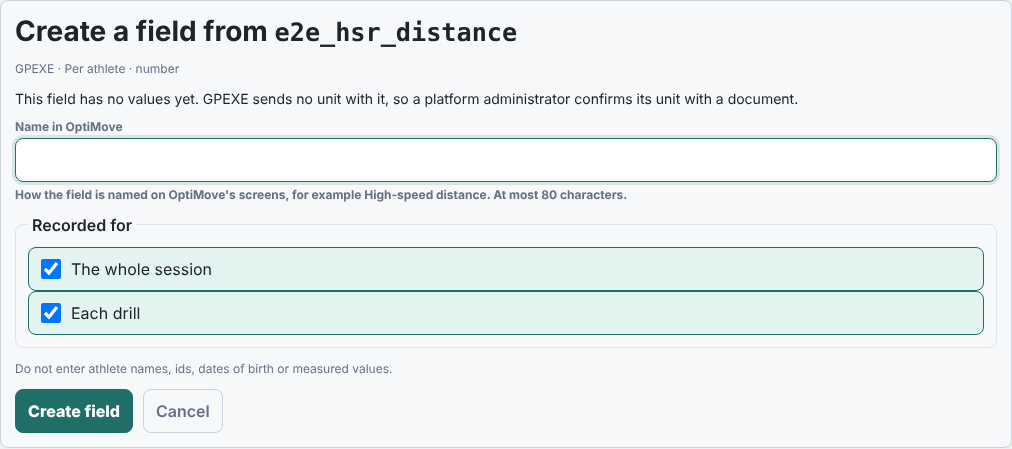 Create a field from e2e_hsr_distance
GPEXE · Per athlete · number
This field has no values yet. GPEXE sends no unit with it, so a platform administrator confirms its unit with a document.
Name in OptiMove
How the field is named on OptiMove's screens, for example High-speed distance. At most 80 characters.
Recorded for
The whole session
Each drill
Do not enter athlete names, ids, dates of birth or measured values.
Create field
Cancel